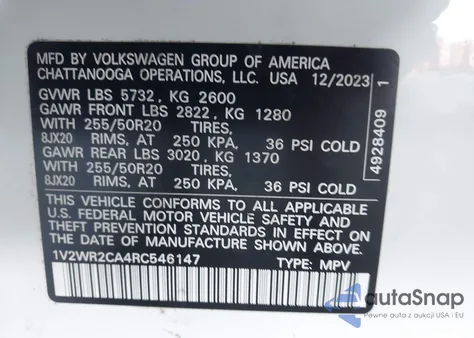 MFD BY VOLKSWAGEN GROUP OF AMERICA
CHATTANOOGA OPERATIONS, LLC. USA 12/2023
GVWR LBS 5732, KG 2600
GAWR FRONT LBS 2822, KG 1280
WITH 255/50R20 TIRES,
8JX20 RIMS, AT 250 KPA, 36 PSI COLD
GAWR REAR LBS 3020, KG 1370
WITH 255/50R20 TIRES,
8JX20 RIMS, AT 250 KPA, 36 PSI COLD
THIS VEHICLE CONFORMS TO ALL APPLICABLE
U.S. FEDERAL MOTOR VEHICLE SAFETY AND
THEFT PREVENTION STANDARDS IN EFFECT ON
THE DATE OF MANUFACTURE SHOWN ABOVE.
1V2WR2CA4RC546147 TYPE: MPV
4928409 1
autaSnap
Pewne auta z USA i EU